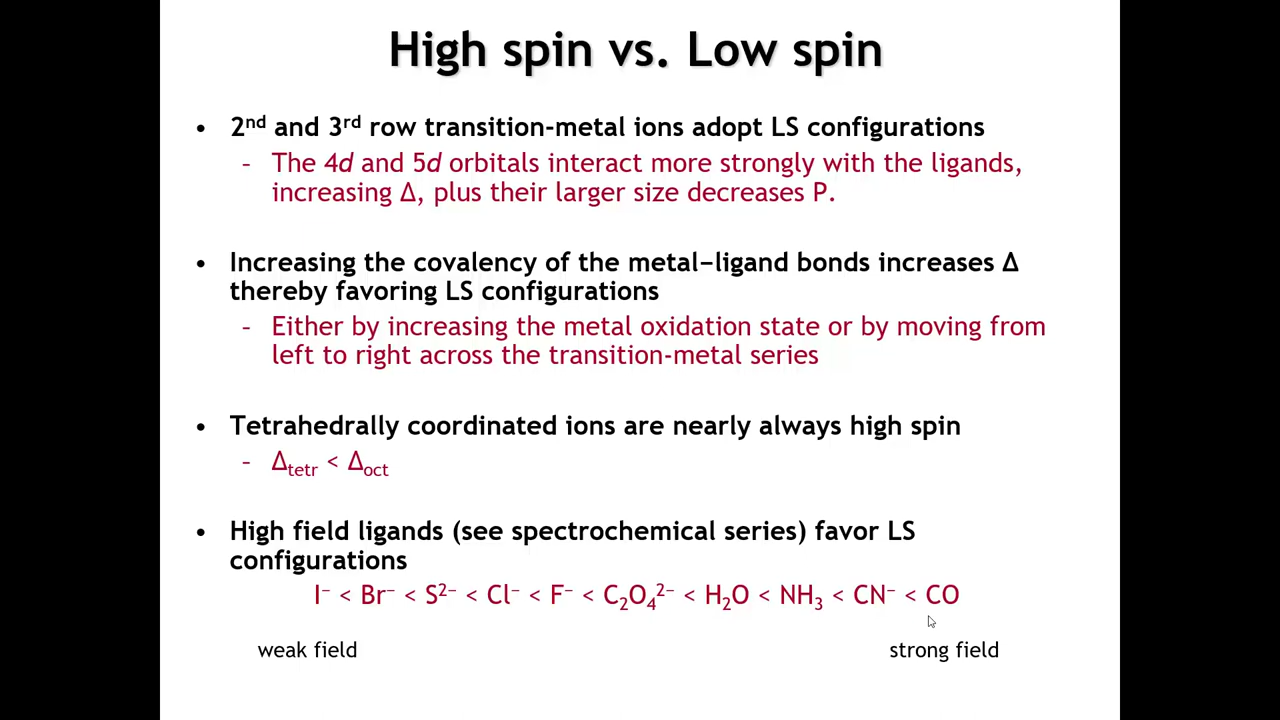 High spin vs. Low spin
• 2ⁿᵈ and 3ʳᵈ row transition-metal ions adopt LS configurations
– The 4d and 5d orbitals interact more strongly with the ligands,
increasing Δ, plus their larger size decreases P.
• Increasing the covalency of the metal–ligand bonds increases Δ
thereby favoring LS configurations
– Either by increasing the metal oxidation state or by moving from
left to right across the transition-metal series
• Tetrahedrally coordinated ions are nearly always high spin
– Δtetr < Δoct
• High field ligands (see spectrochemical series) favor LS
configurations
I⁻ < Br⁻ < S²⁻ < Cl⁻ < F⁻ < C₂O₄²⁻ < H₂O < NH₃ < CN⁻ < CO
weak field strong field